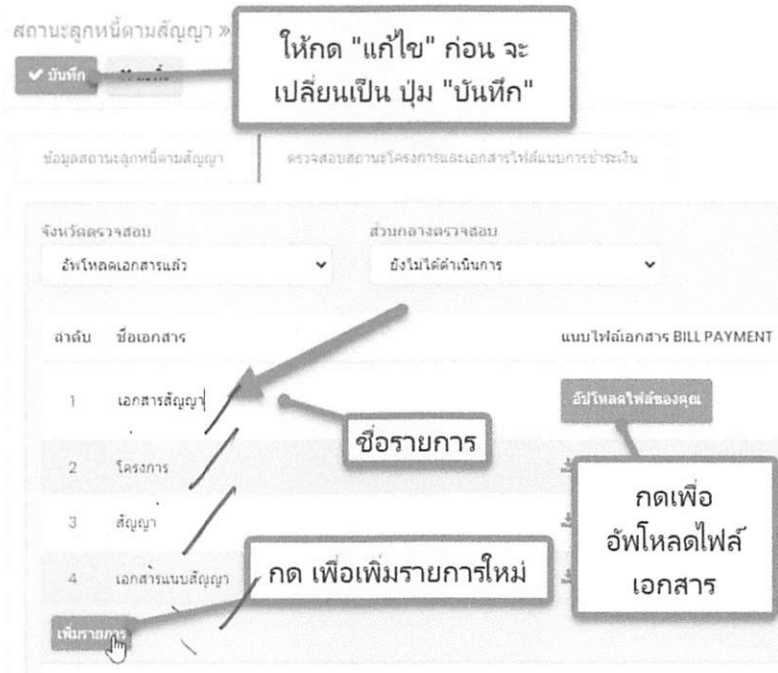 สถานะลูกหนี้ตามสัญญา »
ให้กด "แก้ไข" ก่อน จะ
เปลี่ยนเป็น ปุ่ม "บันทึก"
✔ บันทึก
ข้อมูลสถานะลูกหนี้ตามสัญญา
ตรวจสอบสถานะโครงการและเอกสารไฟล์แนบการชำระเงิน
จังหวัดตรวจสอบ
ส่วนกลางตรวจสอบ
อัพโหลดเอกสารแล้ว
ยังไม่ได้ดำเนินการ
ลำดับ ชื่อเอกสาร แนบไฟล์เอกสาร BILL PAYMENT
1 เอกสารสัญญา
อัปโหลดไฟล์ของคุณ
ชื่อรายการ
2 โครงการ
กดเพื่อ
อัพโหลดไฟล์
เอกสาร
3 สัญญา
4 เอกสารแนบสัญญา
กด เพื่อเพิ่มรายการใหม่
เพิ่มรายการ